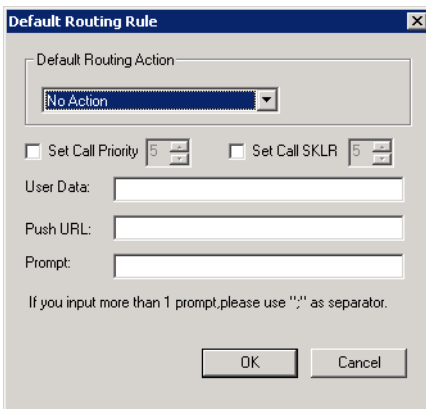 Default Routing Rule
Default Routing Action
No Action
Set Call Priority 5 Set Call SKLR 5
User Data:
Push URL:
Prompt:
If you input more than 1 prompt,please use ";" as separator.
OK Cancel